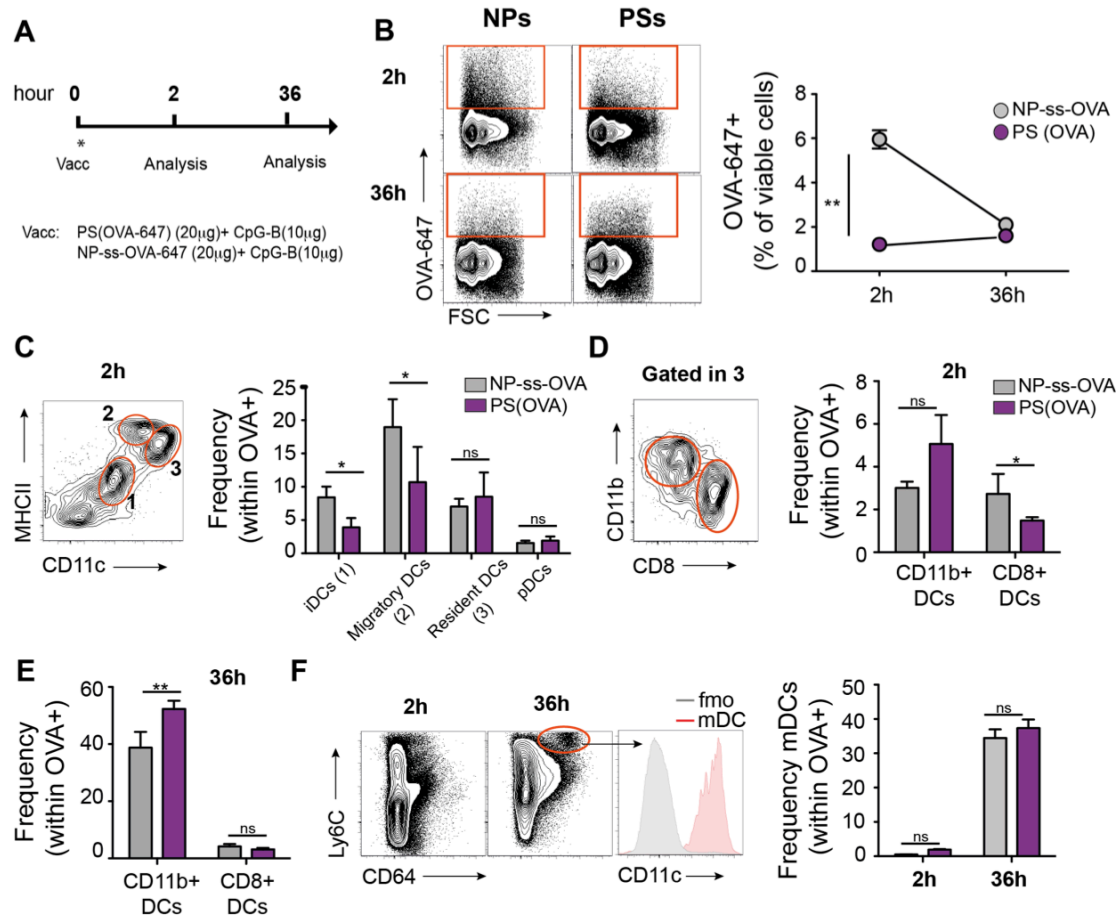 A
hour 0 2 36
*
Vacc Analysis Analysis
Vacc: PS(OVA-647) (20μg)+ CpG-B(10μg)
NP-ss-OVA-647 (20μg)+ CpG-B(10μg)
B
NPs PSs
2h
36h
OVA-647
FSC
OVA-647+
(% of viable cells)
8
6
4
2
0
**
NP-ss-OVA
PS (OVA)
2h 36h
C
2h
2
3
1
MHCII
CD11c
Frequency
(within OVA+)
25
20
15
10
5
0
* * ns ns
NP-ss-OVA
PS(OVA)
iDCs (1)
Migratory DCs
(2)
Resident DCs
(3)
pDCs
D
Gated in 3
CD11b
CD8
2h
Frequency
(within OVA+)
8
6
4
2
0
ns *
NP-ss-OVA
PS(OVA)
CD11b+
DCs
CD8+
DCs
E
36h
Frequency
(within OVA+)
60
40
20
0
** ns
CD11b+
DCs
CD8+
DCs
F
2h 36h
Ly6C
CD64
fmo
mDC
CD11c
Frequency mDCs
(within OVA+)
50
40
30
20
10
0
ns ns
2h 36h